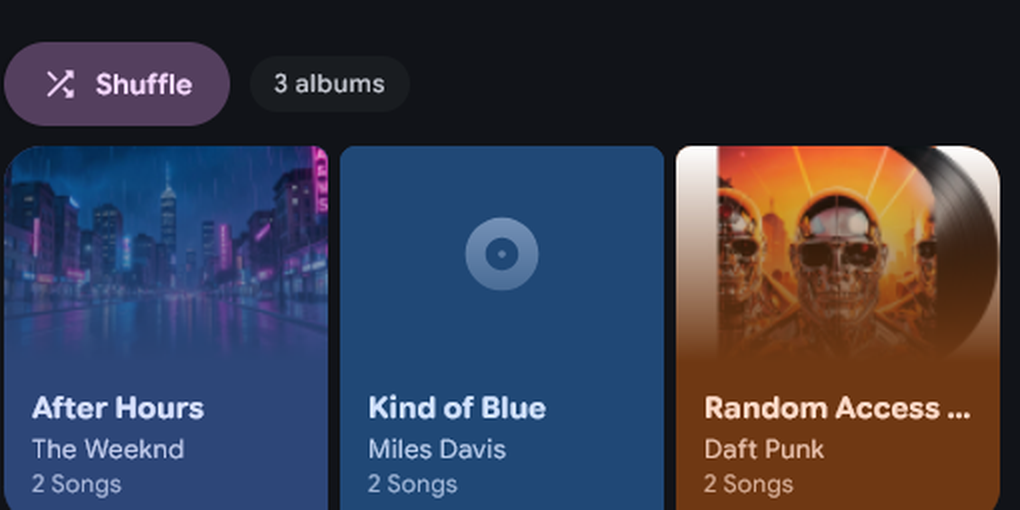 Shuffle
3 albums
After Hours
The Weeknd
2 Songs
Kind of Blue
Miles Davis
2 Songs
Random Access ...
Daft Punk
2 Songs